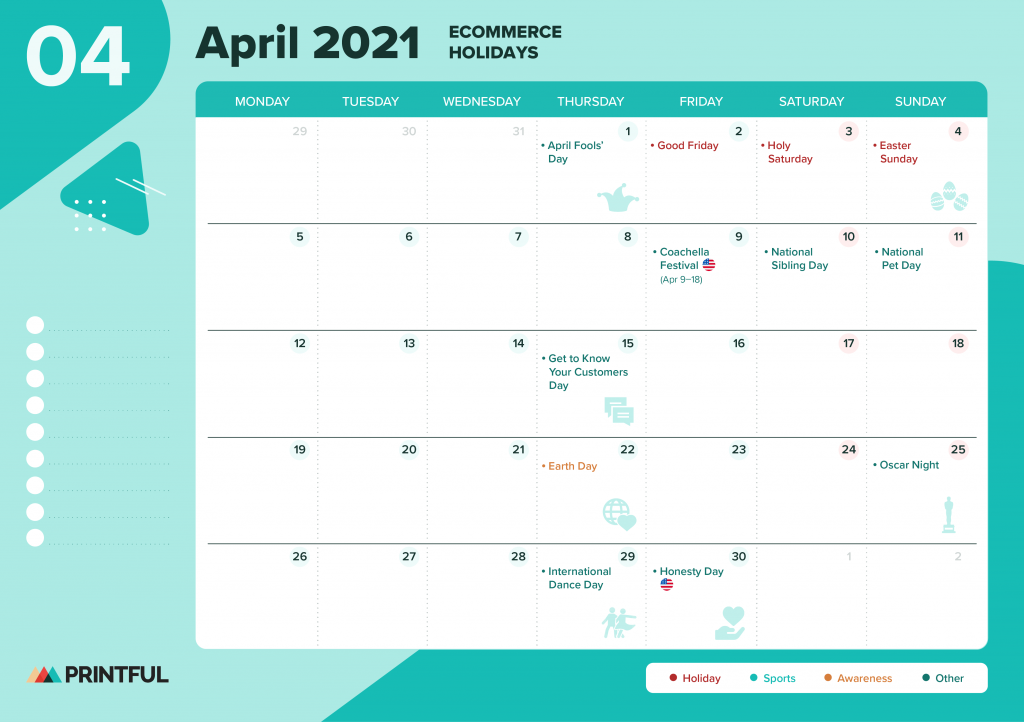 04
April 2021
ECOMMERCE
HOLIDAYS
MONDAY TUESDAY WEDNESDAY THURSDAY FRIDAY SATURDAY SUNDAY
29 30 31 1 2 3 4
• April Fools' • Good Friday • Holy • Easter
Day Saturday Sunday
5 6 7 8 9 10 11
• Coachella • National • National
Festival Sibling Day Pet Day
(Apr 9–18)
12 13 14 15 16 17 18
• Get to Know
Your Customers
Day
19 20 21 22 23 24 25
• Earth Day • Oscar Night
26 27 28 29 30 1 2
• International • Honesty Day
Dance Day
PRINTFUL
Holiday Sports Awareness Other